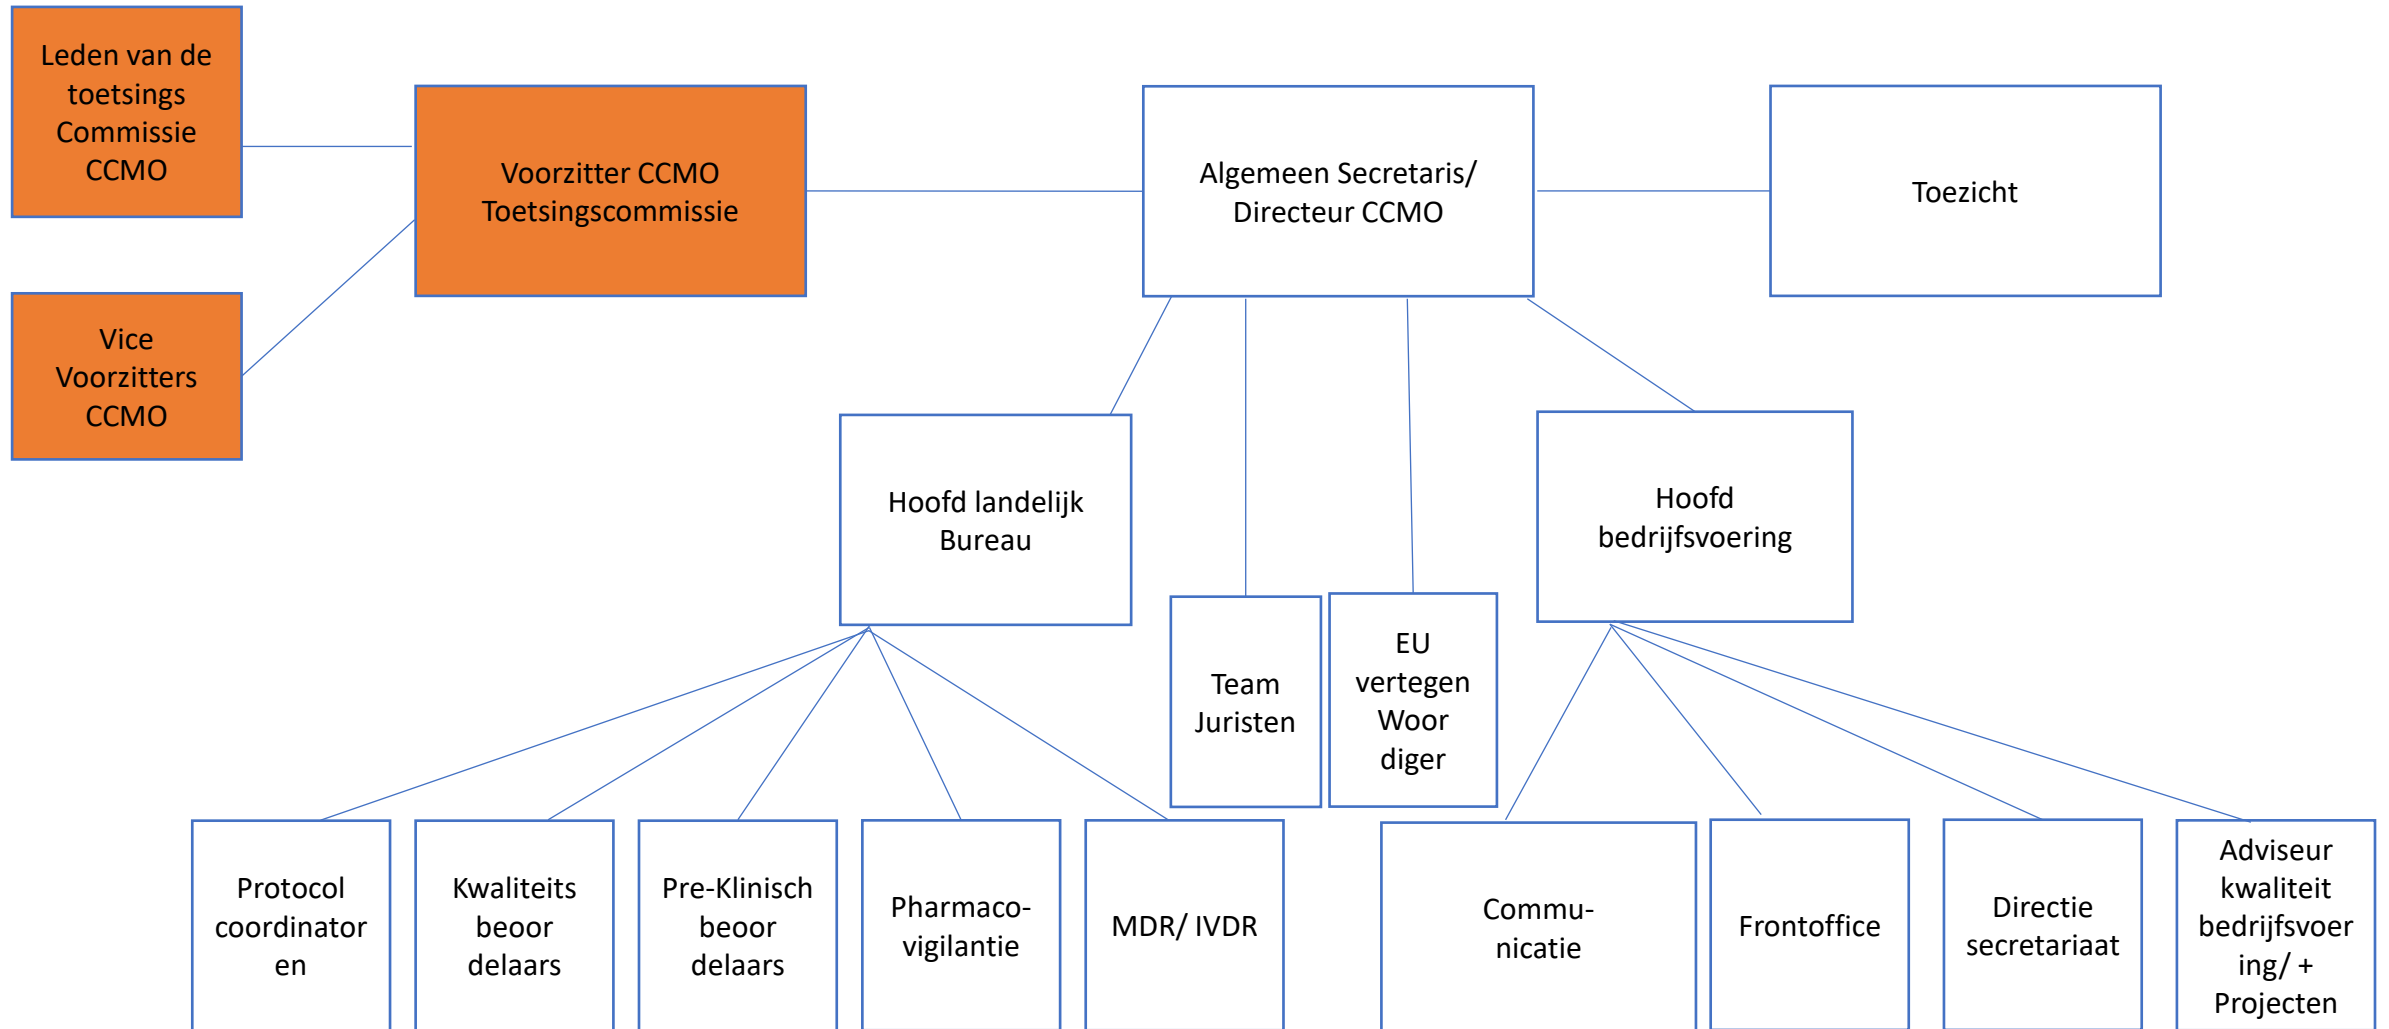 Leden van de
toetsings
Commissie
CCMO
Voorzitter CCMO
Toetsingscommissie
Algemeen Secretaris/
Directeur CCMO
Toezicht
Vice
Voorzitters
CCMO
Hoofd landelijk
Bureau
Hoofd
bedrijfsvoering
Team
Juristen
EU
vertegen
Woor
diger
Protocol
coordinator
en
Kwaliteits
beoor
delaars
Pre-Klinisch
beoor
delaars
Pharmaco-
vigilantie
MDR/ IVDR
Commu-
nicatie
Frontoffice
Directie
secretariaat
Adviseur
kwaliteit
bedrijfsvoer
ing/ +
Projecten